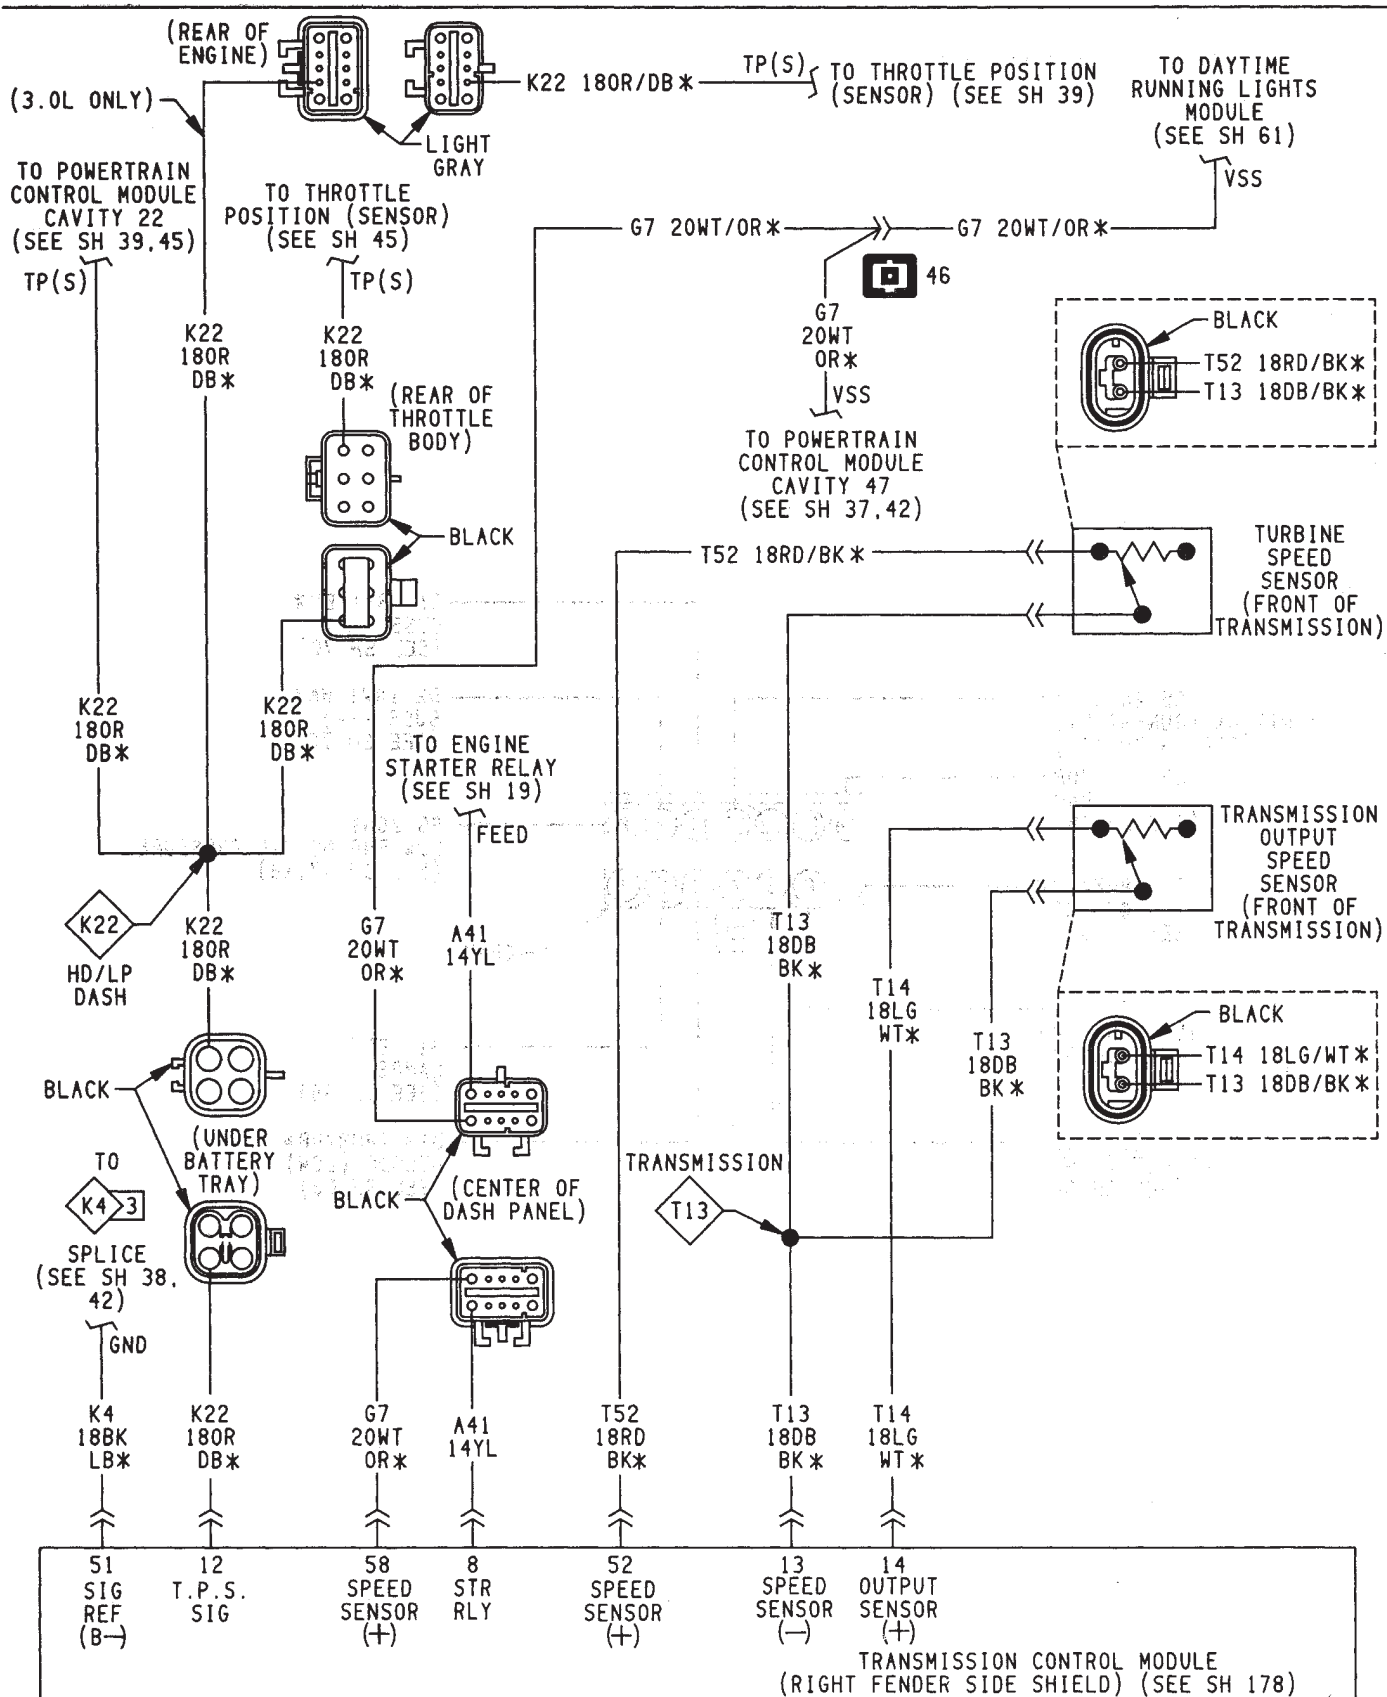 (REAR OF
ENGINE)
(3.0L ONLY)
K22 18OR/DB*
TP(S)
TO THROTTLE POSITION
(SENSOR) (SEE SH 39)
TO DAYTIME
RUNNING LIGHTS
MODULE
(SEE SH 61)
VSS
LIGHT
GRAY
TO POWERTRAIN
CONTROL MODULE
CAVITY 22
(SEE SH 39,45)
TP(S)
TO THROTTLE
POSITION (SENSOR)
(SEE SH 45)
TP(S)
G7 20WT/OR*
G7 20WT/OR*
46
K22
18OR
DB*
K22
18OR
DB*
G7
20WT
OR*
VSS
BLACK
T52 18RD/BK*
T13 18DB/BK*
(REAR OF
THROTTLE
BODY)
TO POWERTRAIN
CONTROL MODULE
CAVITY 47
(SEE SH 37,42)
BLACK
T52 18RD/BK*
TURBINE
SPEED
SENSOR
(FRONT OF
TRANSMISSION)
K22
18OR
DB*
K22
18OR
DB*
TO ENGINE
STARTER RELAY
(SEE SH 19)
FEED
TRANSMISSION
OUTPUT
SPEED
SENSOR
(FRONT OF
TRANSMISSION)
K22
HD/LP
DASH
K22
18OR
DB*
G7
20WT
OR*
A41
14YL
T13
18DB
BK*
T14
18LG
WT*
T13
18DB
BK*
BLACK
T14 18LG/WT*
T13 18DB/BK*
BLACK
(UNDER
BATTERY
TRAY)
TO
K4 3
SPLICE
(SEE SH 38,
42)
GND
BLACK
(CENTER OF
DASH PANEL)
TRANSMISSION
T13
K4
18BK
LB*
K22
18OR
DB*
G7
20WT
OR*
A41
14YL
T52
18RD
BK*
T13
18DB
BK*
T14
18LG
WT*
51
SIG
REF
(B-)
12
T.P.S.
SIG
58
SPEED
SENSOR
(+)
8
STR
RLY
52
SPEED
SENSOR
(+)
13
SPEED
SENSOR
(-)
14
OUTPUT
SENSOR
(+)
TRANSMISSION CONTROL MODULE
(RIGHT FENDER SIDE SHIELD) (SEE SH 178)